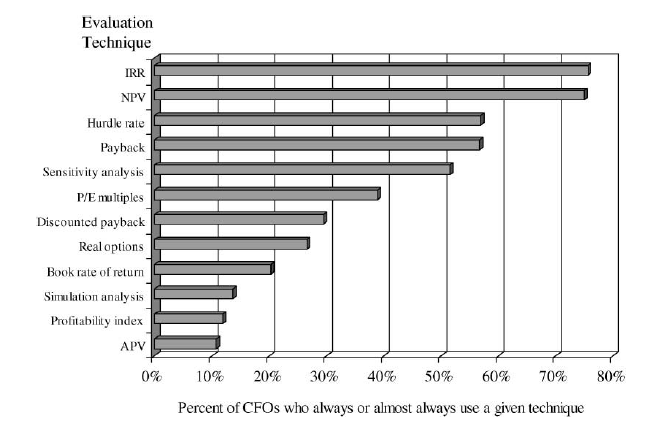 Evaluation
Technique
IRR
NPV
Hurdle rate
Payback
Sensitivity analysis
P/E multiples
Discounted payback
Real options
Book rate of return
Simulation analysis
Profitability index
APV
0% 10% 20% 30% 40% 50% 60% 70% 80%
Percent of CFOs who always or almost always use a given technique